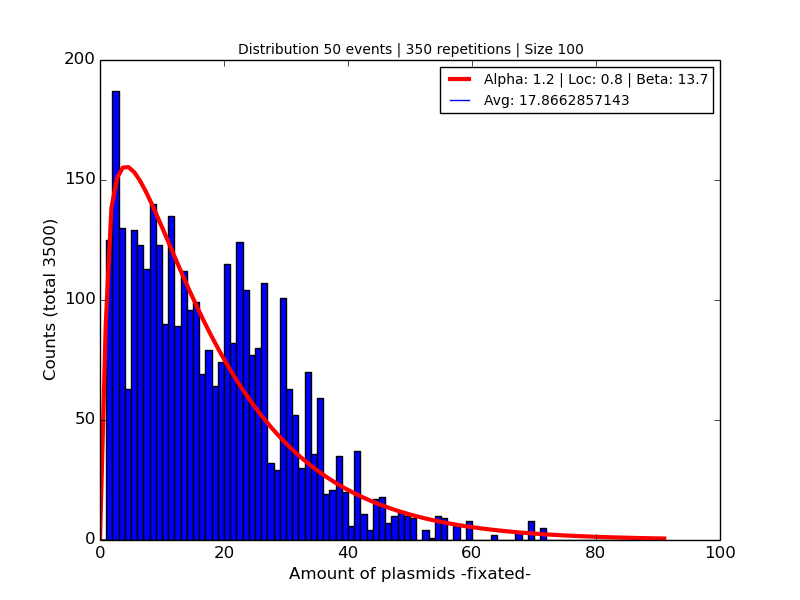 Distribution 50 events | 350 repetitions | Size 100
Alpha: 1.2 | Loc: 0.8 | Beta: 13.7
Avg: 17.8662857143
200
150
100
50
0
Counts (total 3500)
0 20 40 60 80 100
Amount of plasmids -fixated-